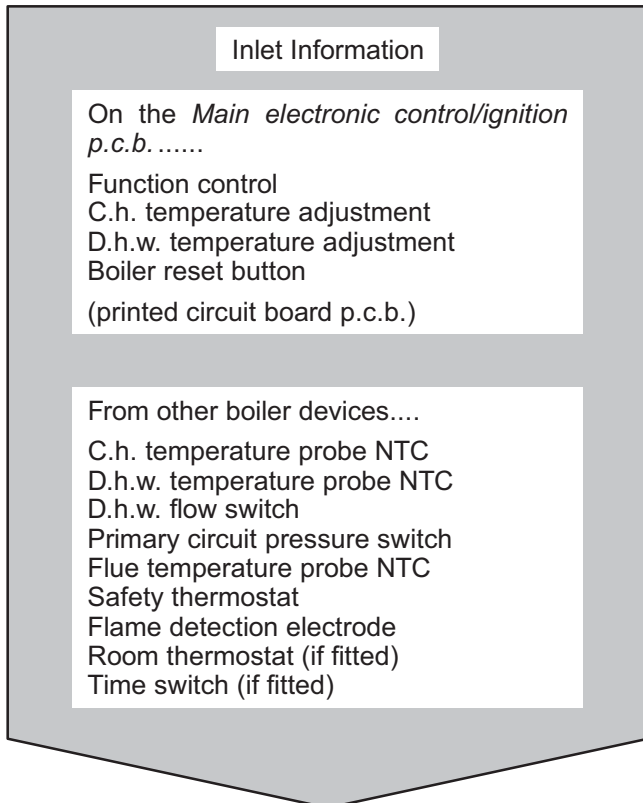 Inlet Information
On the Main electronic control/ignition
p.c.b. ......
Function control
C.h. temperature adjustment
D.h.w. temperature adjustment
Boiler reset button
(printed circuit board p.c.b.)
From other boiler devices....
C.h. temperature probe NTC
D.h.w. temperature probe NTC
D.h.w. flow switch
Primary circuit pressure switch
Flue temperature probe NTC
Safety thermostat
Flame detection electrode
Room thermostat (if fitted)
Time switch (if fitted)